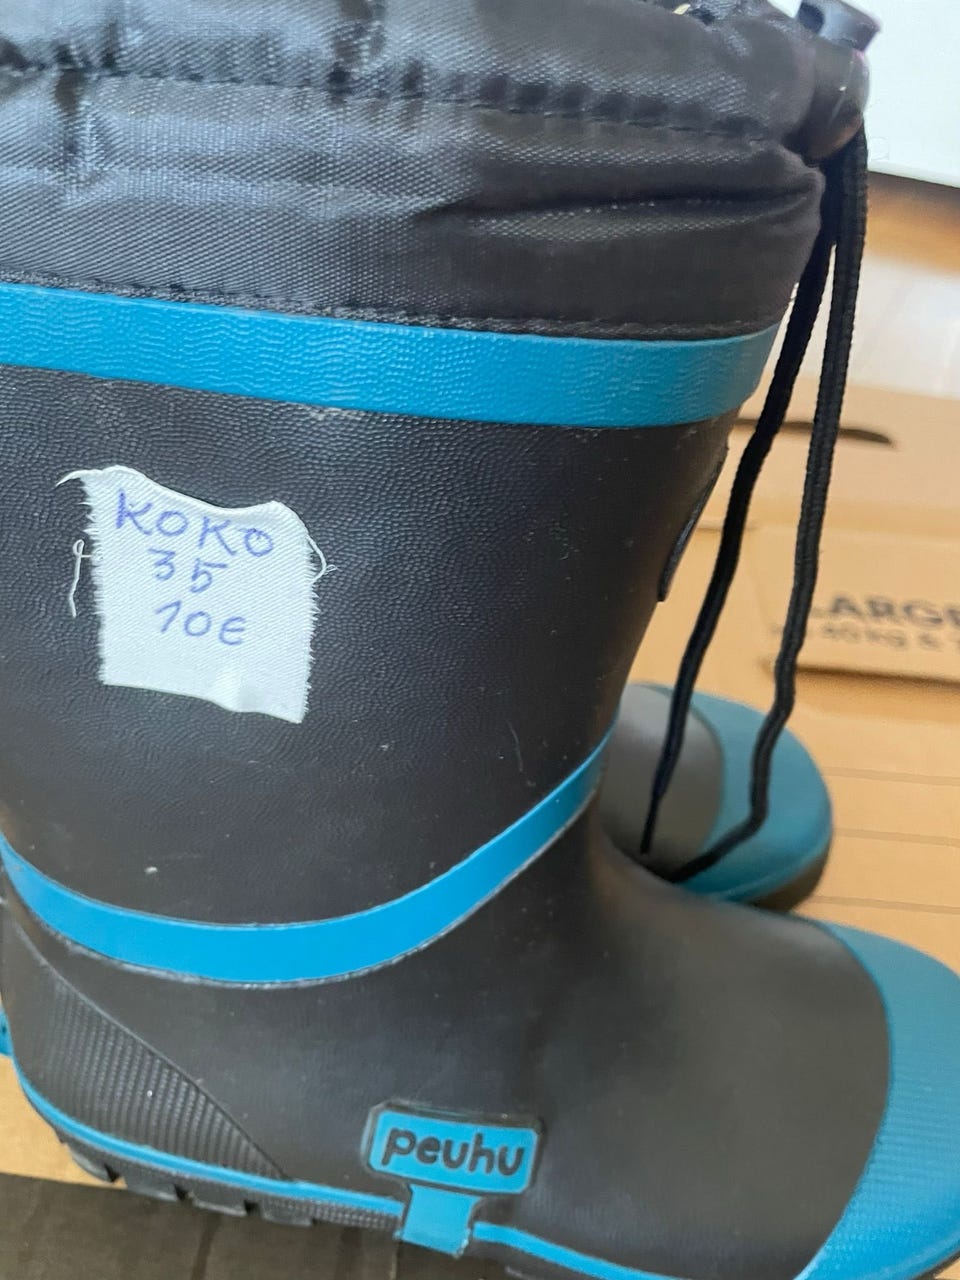 KOKO
35
10€
LARGE
peuhu